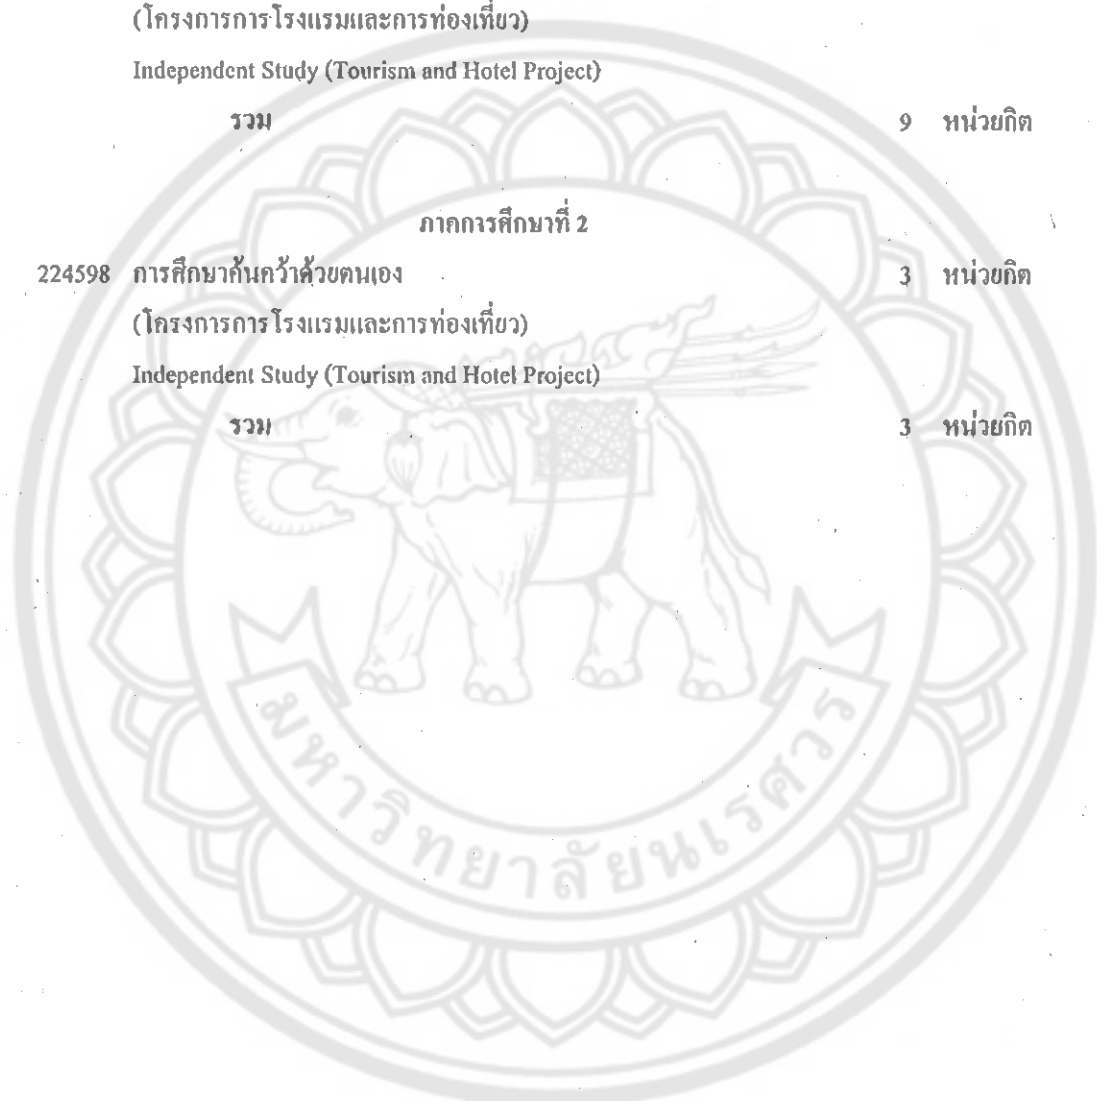 (โครงการการโรงแรมและการท่องเที่ยว)
Independent Study (Tourism and Hotel Project)
รวม 9 หน่วยกิต
ภาคการศึกษาที่ 2
224598 การศึกษาค้นคว้าด้วยตนเอง 3 หน่วยกิต
(โครงการการโรงแรมและการท่องเที่ยว)
Independent Study (Tourism and Hotel Project)
รวม 3 หน่วยกิต
มหาวิทยาลัยนเรศวร